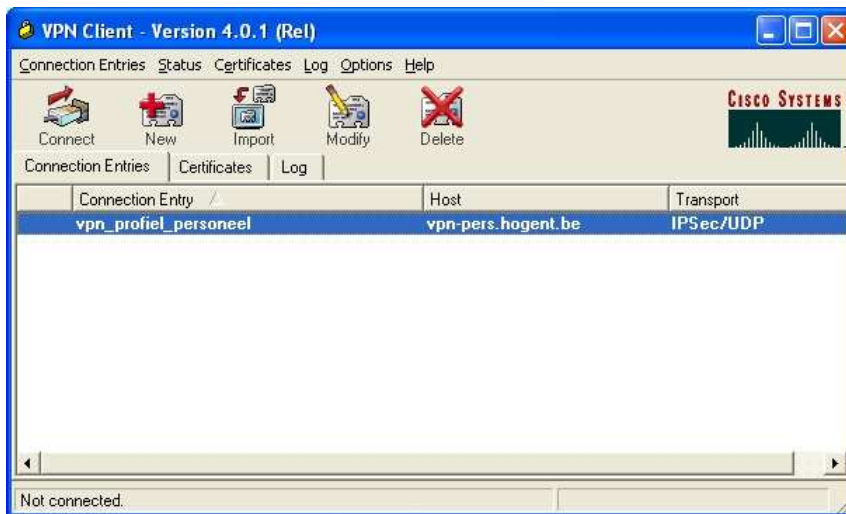 VPN Client - Version 4.0.1 (Rel)
Connection Entries Status Certificates Log Options Help
Connect New Import Modify Delete
CISCO SYSTEMS
Connection Entries Certificates Log
Connection Entry Host Transport
vpn_profiel_personeel vpn-pers.hogent.be IPSec/UDP
Not connected.